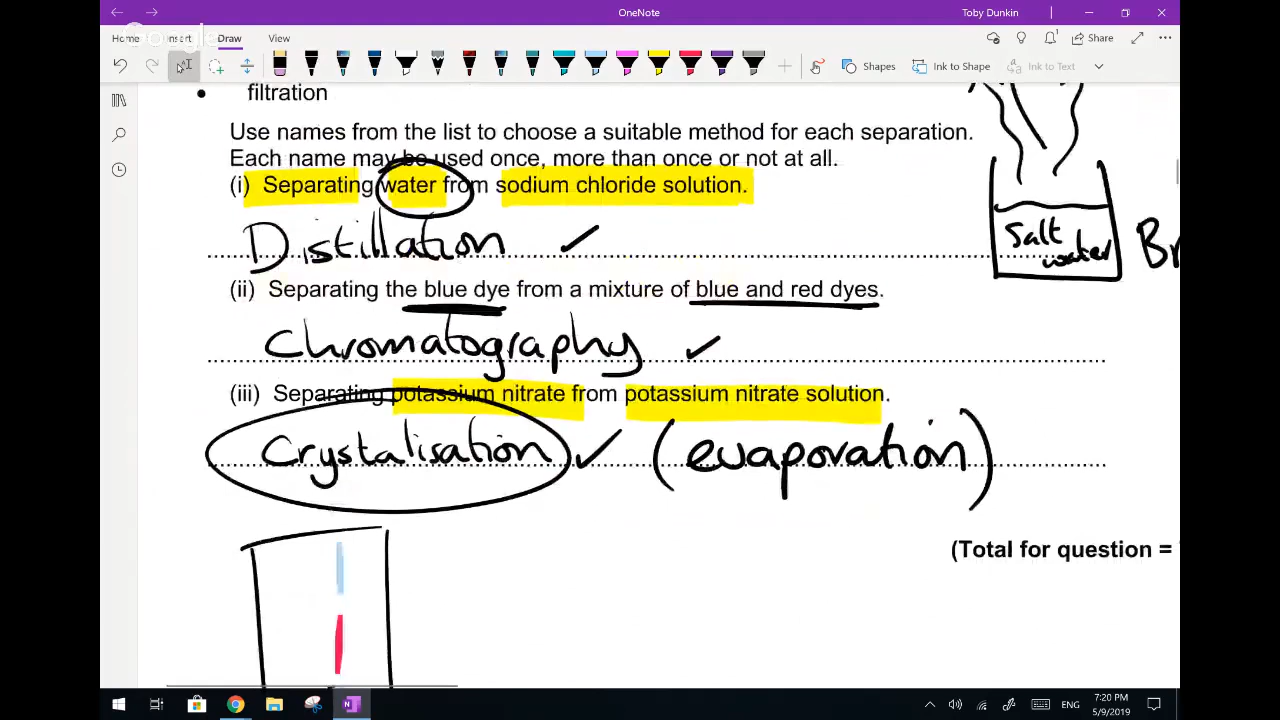 OneNote
Toby Dunkin
Home Insert Draw View
Share
Shapes Ink to Shape Ink to Text
• filtration
Use names from the list to choose a suitable method for each separation.
Each name may be used once, more than once or not at all.
(i) Separating water from sodium chloride solution.
Distillation ✓
Salt
water
Br
(ii) Separating the blue dye from a mixture of blue and red dyes.
Chromatography ✓
(iii) Separating potassium nitrate from potassium nitrate solution.
Crystalisation ✓ (evaporation)
(Total for question =
ENG
7:20 PM
5/9/2019